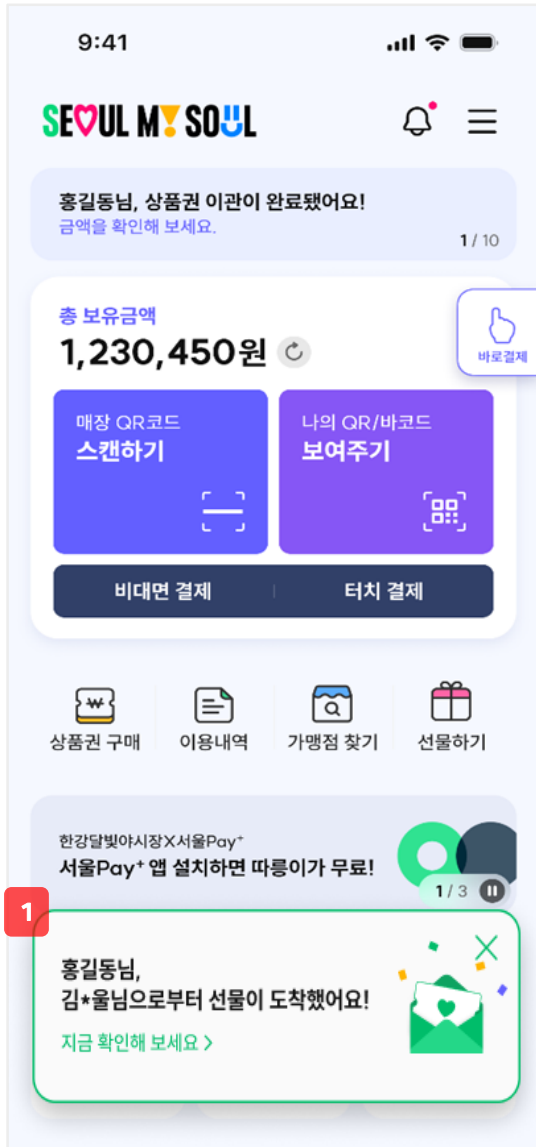 9:41
SEOUL MY SOUL
홍길동님, 상품권 이관이 완료됐어요!
금액을 확인해 보세요.
1 / 10
총 보유금액
1,230,450원
바로결제
매장 QR코드
스캔하기
나의 QR/바코드
보여주기
비대면 결제
터치 결제
상품권 구매
이용내역
가맹점 찾기
선물하기
한강달빛야시장X서울Pay+
서울Pay+ 앱 설치하면 따릉이가 무료!
1 / 3
1
홍길동님,
김*울님으로부터 선물이 도착했어요!
지금 확인해 보세요 >